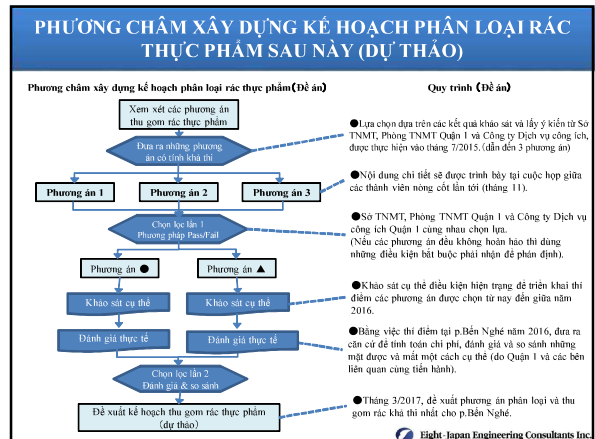 PHƯƠNG CHÂM XÂY DỰNG KẾ HOẠCH PHÂN LOẠI RÁC
THỰC PHẨM SAU NÀY (DỰ THẢO)
Phương châm xây dựng kế hoạch phân loại rác thực phẩm(Đề án)
Xem xét các phương án
thu gom rác thực phẩm
Đưa ra những phương
án có tính khả thi
Phương án 1
Phương án 2
Phương án 3
Chọn lọc lần 1
Phương pháp Pass/Fail
Phương án ●
Phương án ▲
Khảo sát cụ thể
Khảo sát cụ thể
Đánh giá thực tế
Đánh giá thực tế
Chọn lọc lần 2
Đánh giá & so sánh
Đề xuất kế hoạch thu gom rác thực phẩm
(dự thảo)
Quy trình (Đề án)
●Lựa chọn dựa trên các kết quả khảo sát và lấy ý kiến từ Sở
TNMT, Phòng TNMT Quận 1 và Công ty Dịch vụ công ích,
được thực hiện vào tháng 7/2015.(dẫn đến 3 phương án)
●Nội dung chi tiết sẽ được trình bày tại cuộc họp giữa
các thành viên nòng cốt lần tới (tháng 11).
●Sở TNMT, Phòng TNMT Quận 1 và Công ty Dịch vụ
công ích Quận 1 cùng nhau chọn lựa.
(Nếu các phương án đều không hoàn hảo thì dùng
những điều kiện bắt buộc phải nhận để phán định).
●Khảo sát cụ thể điều kiện hiện trạng để triển khai thí
điểm các phương án được chọn từ nay đến giữa năm
2016.
●Bằng việc thí điểm tại p.Bến Nghé năm 2016, đưa ra
căn cứ để tính toán chi phí, đánh giá và so sánh những
mặt được và mất một cách cụ thể (do Quận 1 và các bên
liên quan cùng tiến hành).
●Tháng 3/2017, đề xuất phương án phân loại và thu
gom rác khả thi nhất cho p.Bến Nghé.
Eight-Japan Engineering Consultants Inc.